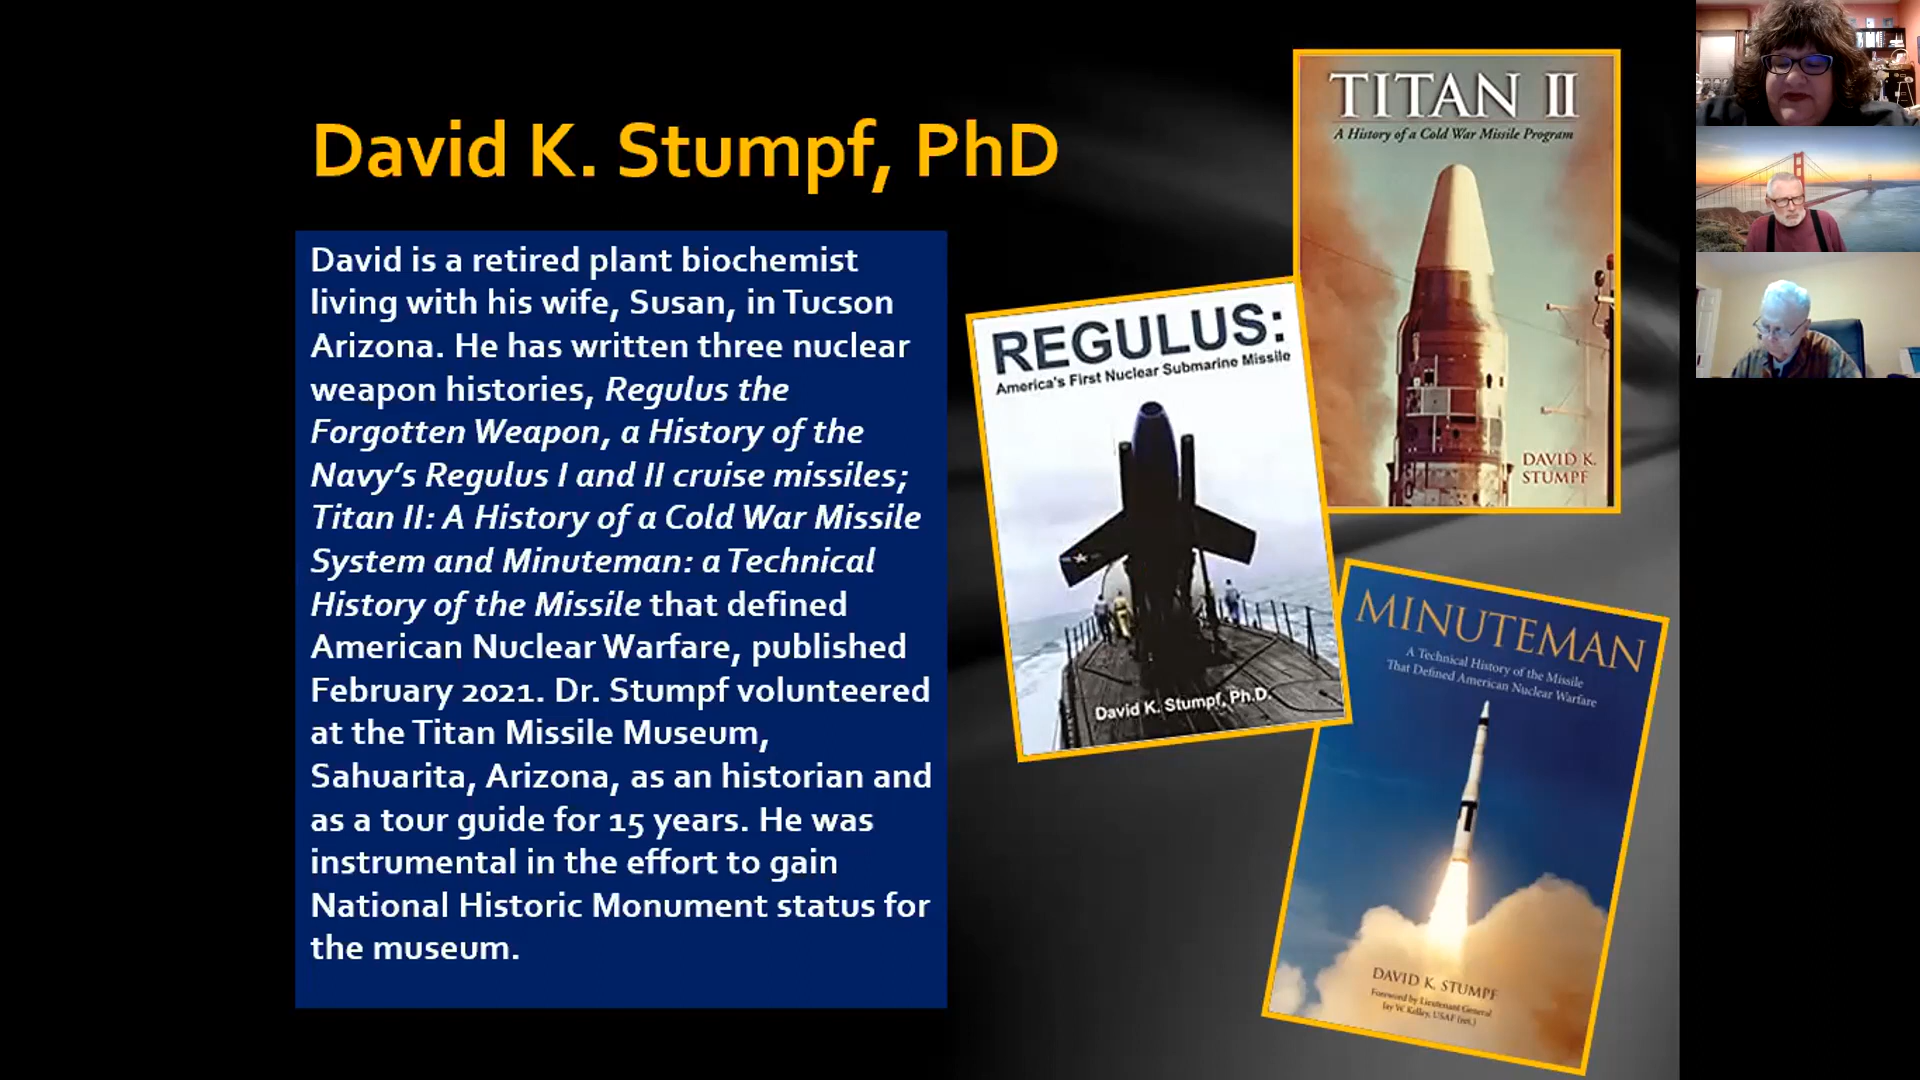 David K. Stumpf, PhD
David is a retired plant biochemist
living with his wife, Susan, in Tucson
Arizona. He has written three nuclear
weapon histories, Regulus the
Forgotten Weapon, a History of the
Navy's Regulus I and II cruise missiles;
Titan II: A History of a Cold War Missile
System and Minuteman: a Technical
History of the Missile that defined
American Nuclear Warfare, published
February 2021. Dr. Stumpf volunteered
at the Titan Missile Museum,
Sahuarita, Arizona, as an historian and
as a tour guide for 15 years. He was
instrumental in the effort to gain
National Historic Monument status for
the museum.
TITAN II
A History of a Cold War Missile Program
DAVID K.
STUMPF
REGULUS:
America's First Nuclear Submarine Missile
David K. Stumpf, Ph.D.
MINUTEMAN
A Technical History of the Missile
That Defined American Nuclear Warfare
DAVID K. STUMPF
Foreword by Lieutenant General
Jay W. Kelley, USAF (ret.)